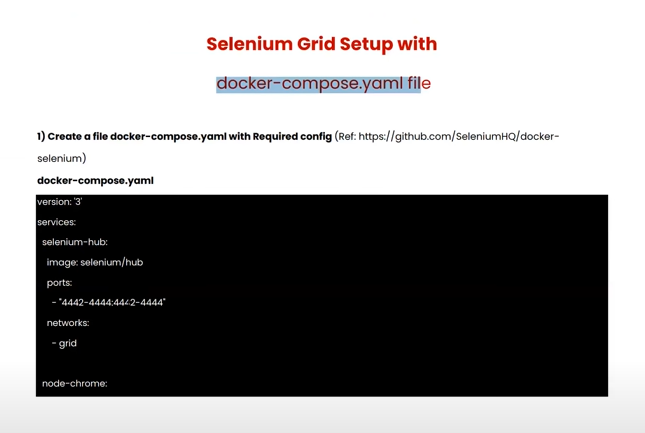 Selenium Grid Setup with
docker-compose.yaml file
1) Create a file docker-compose.yaml with Required config (Ref: https://github.com/SeleniumHQ/docker-
selenium)
docker-compose.yaml
version: '3'
services:
selenium-hub:
image: selenium/hub
ports:
- "4442-4444:4442-4444"
networks:
- grid
node-chrome: